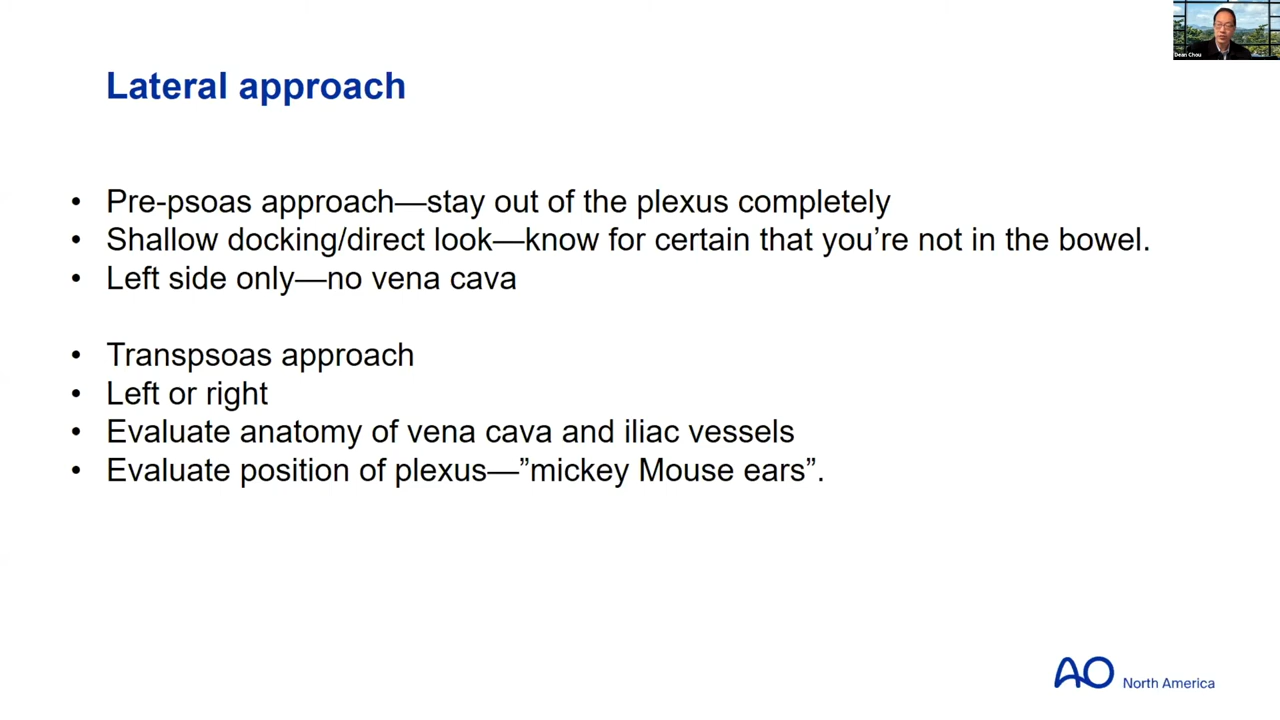 Dean Chou
Lateral approach
• Pre-psoas approach—stay out of the plexus completely
• Shallow docking/direct look—know for certain that you’re not in the bowel.
• Left side only—no vena cava
• Transpsoas approach
• Left or right
• Evaluate anatomy of vena cava and iliac vessels
• Evaluate position of plexus—”mickey Mouse ears”.
AO North America